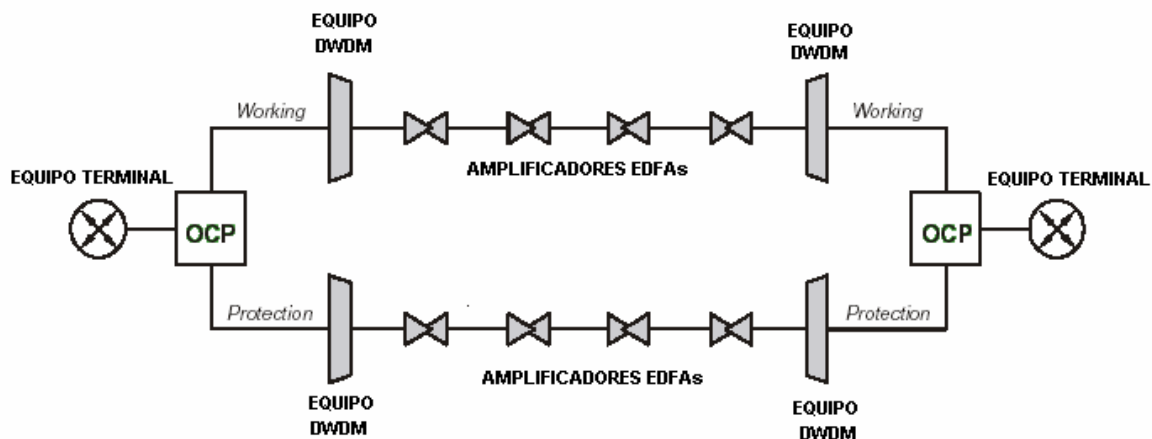 EQUIPO
DWDM
EQUIPO
DWDM
Working
Working
AMPLIFICADORES EDFAs
EQUIPO TERMINAL
EQUIPO TERMINAL
OCP
OCP
Protection
Protection
AMPLIFICADORES EDFAs
EQUIPO
DWDM
EQUIPO
DWDM